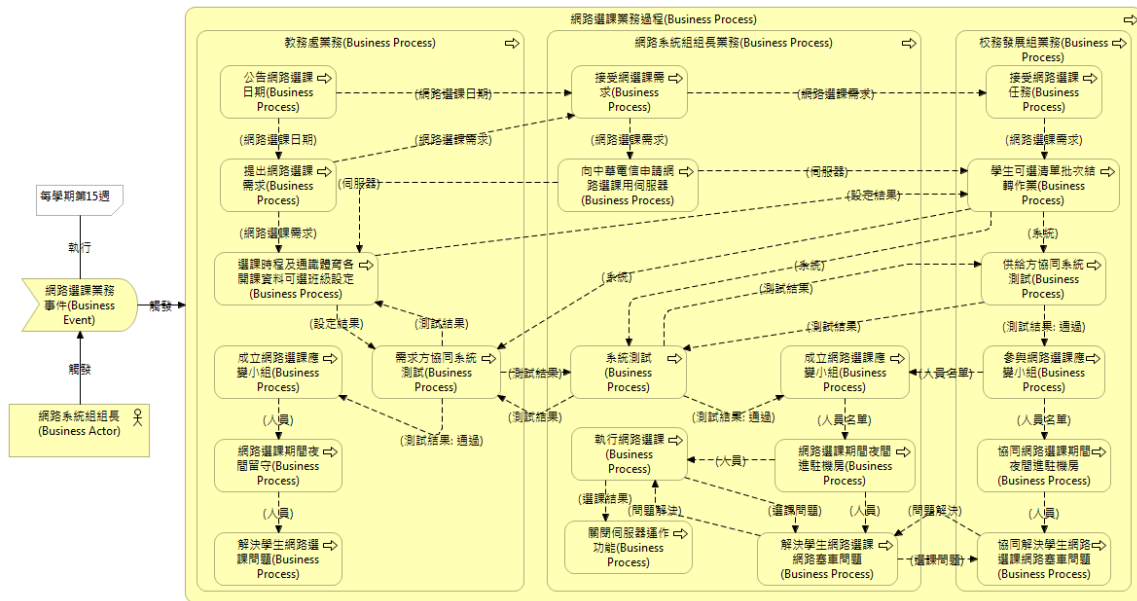 網路選課業務過程(Business Process)
教務處業務(Business Process)
網路系統組組長業務(Business Process)
校務發展組業務(Business
Process)
公告網路選課
日期(Business
Process)
(網路選課日期)
接受網選課需
求(Business
Process)
(網路選課需求)
接受網路選課
任務(Business
Process)
(網路選課日期)
(網路選課需求)
(網路選課需求)
(網路選課需求)
提出網路選課
需求(Business
Process)
(伺服器)
向中華電信申請網
路選課用伺服器
(Business Process)
(伺服器)
(設定結果)
學生可選清單批次結
轉作業(Business
Process)
每學期第15週
執行
網路選課業務
事件(Business
Event)
觸發
觸發
網路系統組組長
(Business Actor)
(網路選課需求)
(系統)
選課時程及通識體育各
開課資料可選班級設定
(Business Process)
(系統)
(系統)
(測試結果)
供給方協同系統
測試(Business
Process)
(設定結果)
(測試結果)
(測試結果)
(測試結果: 通過)
成立網路選課應
變小組(Business
Process)
需求方協同系統
測試(Business
Process)
(測試結果)
系統測試
(Business
Process)
成立網路選課應
變小組(Business
Process)
(人員名單)
參與網路選課應
變小組(Business
Process)
(人員)
(測試結果: 通過)
(測試結果)
(測試結果: 通過)
(人員名單)
(人員名單)
網路選課期間夜
間留守(Business
Process)
執行網路選課
(Business
Process)
(人員)
網路選課期間夜間
進駐機房(Business
Process)
協同網路選課期間
夜間進駐機房
(Business Process)
(人員)
(選課結果)
(問題解決)
(選課問題)
(人員)
(問題解決)
(人員)
解決學生網路選
課問題(Business
Process)
關閉伺服器運作
功能(Business
Process)
解決學生網路選課
網路塞車問題
(Business Process)
(選課問題)
協同解決學生網路
選課網路塞車問題
(Business Process)